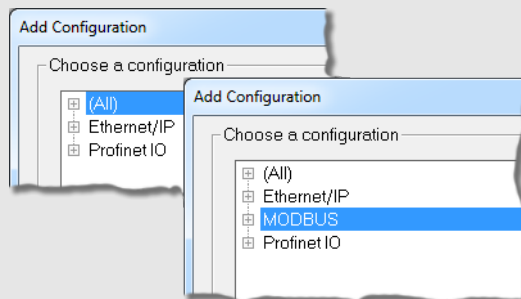 Add Configuration
Choose a configuration
(All)
Ethernet/IP
Profinet IO
Add Configuration
Choose a configuration
(All)
Ethernet/IP
MODBUS
Profinet IO